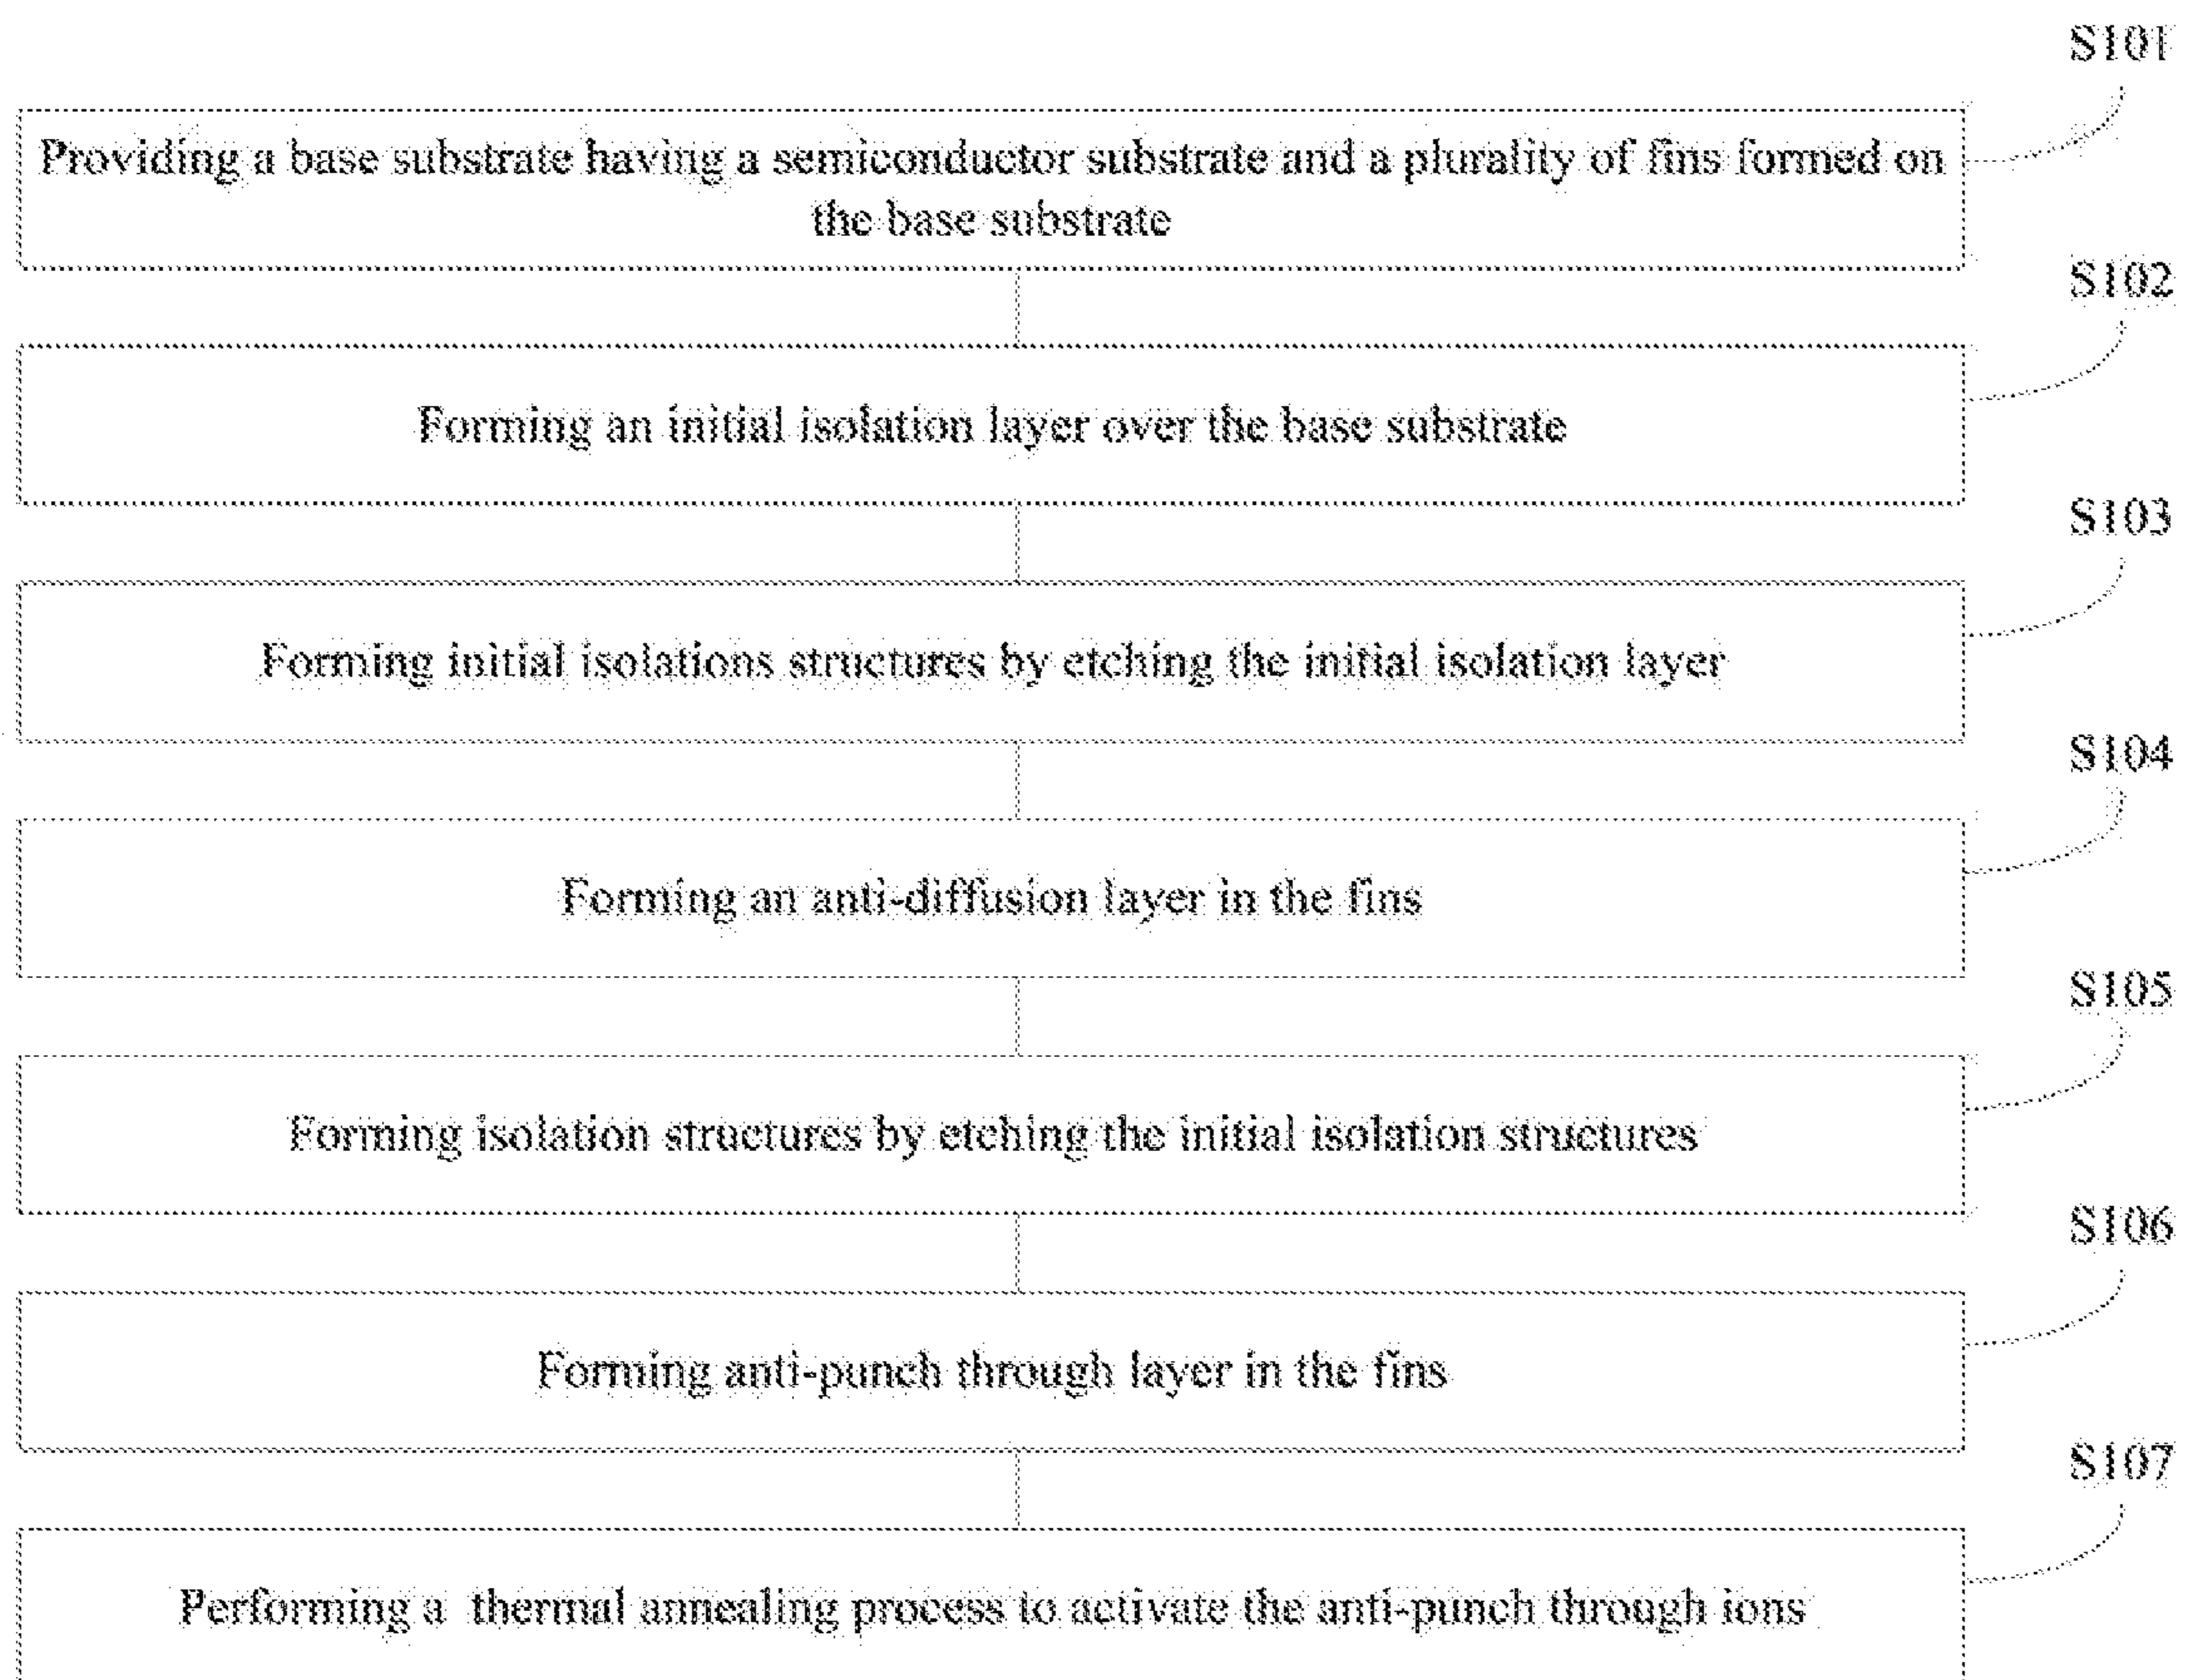 S101
Providing a base substrate having a semiconductor substrate and a plurality of fins formed on
the base substrate
S102
Forming an initial isolation layer over the base substrate
S103
Forming initial isolations structures by etching the initial isolation layer
S104
Forming an anti-diffusion layer in the fins
S105
Forming isolation structures by etching the initial isolation structures
S106
Forming anti-punch through layer in the fins
S107
Performing a thermal annealing process to activate the anti-punch through ions